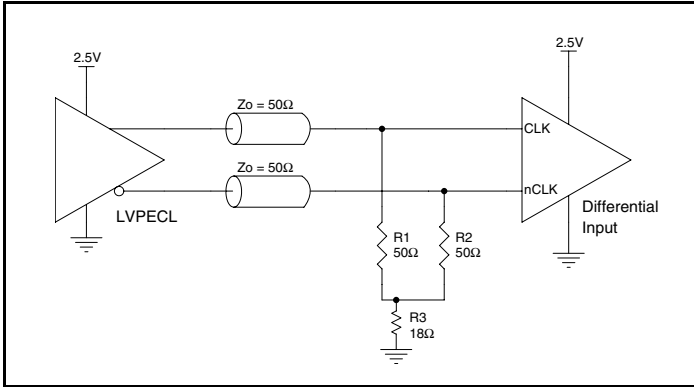 2.5V
2.5V
Zo = 50Ω
CLK
Zo = 50Ω
nCLK
LVPECL
Differential
Input
R1
50Ω
R2
50Ω
R3
18Ω